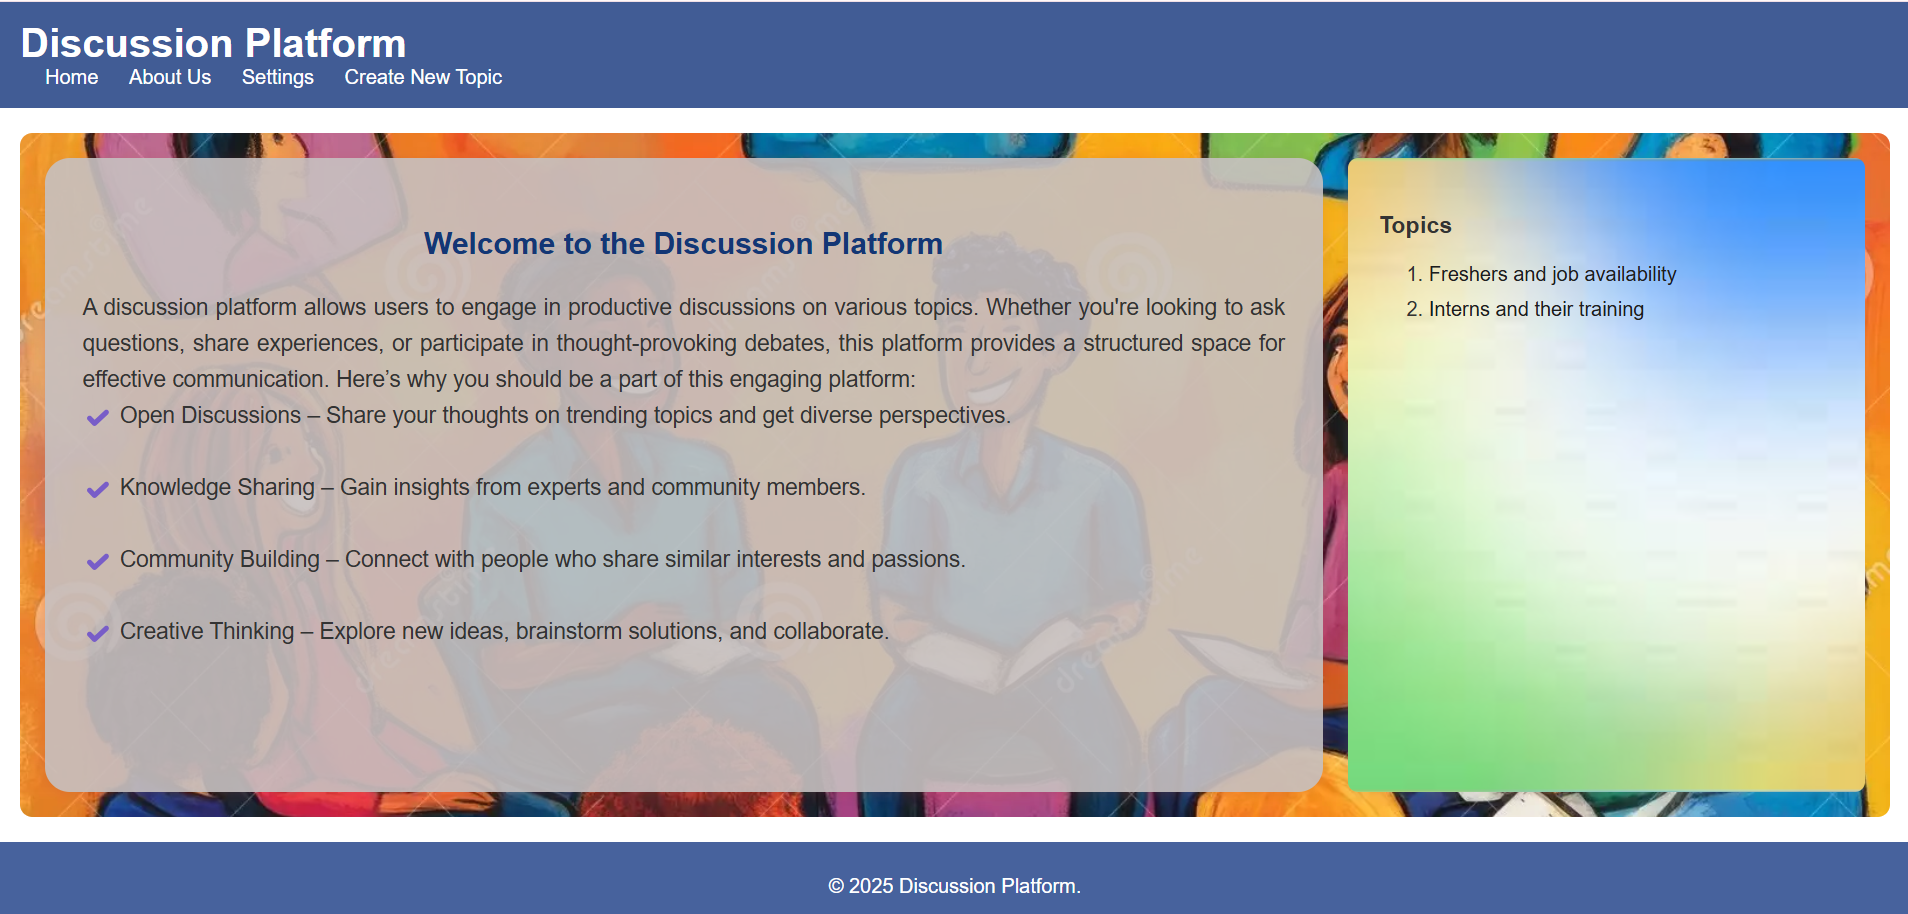 Discussion Platform
Home About Us Settings Create New Topic
Welcome to the Discussion Platform
A discussion platform allows users to engage in productive discussions on various topics. Whether you're looking to ask
questions, share experiences, or participate in thought-provoking debates, this platform provides a structured space for
effective communication. Here’s why you should be a part of this engaging platform:
Open Discussions – Share your thoughts on trending topics and get diverse perspectives.
Knowledge Sharing – Gain insights from experts and community members.
Community Building – Connect with people who share similar interests and passions.
Creative Thinking – Explore new ideas, brainstorm solutions, and collaborate.
Topics
1. Freshers and job availability
2. Interns and their training
© 2025 Discussion Platform.